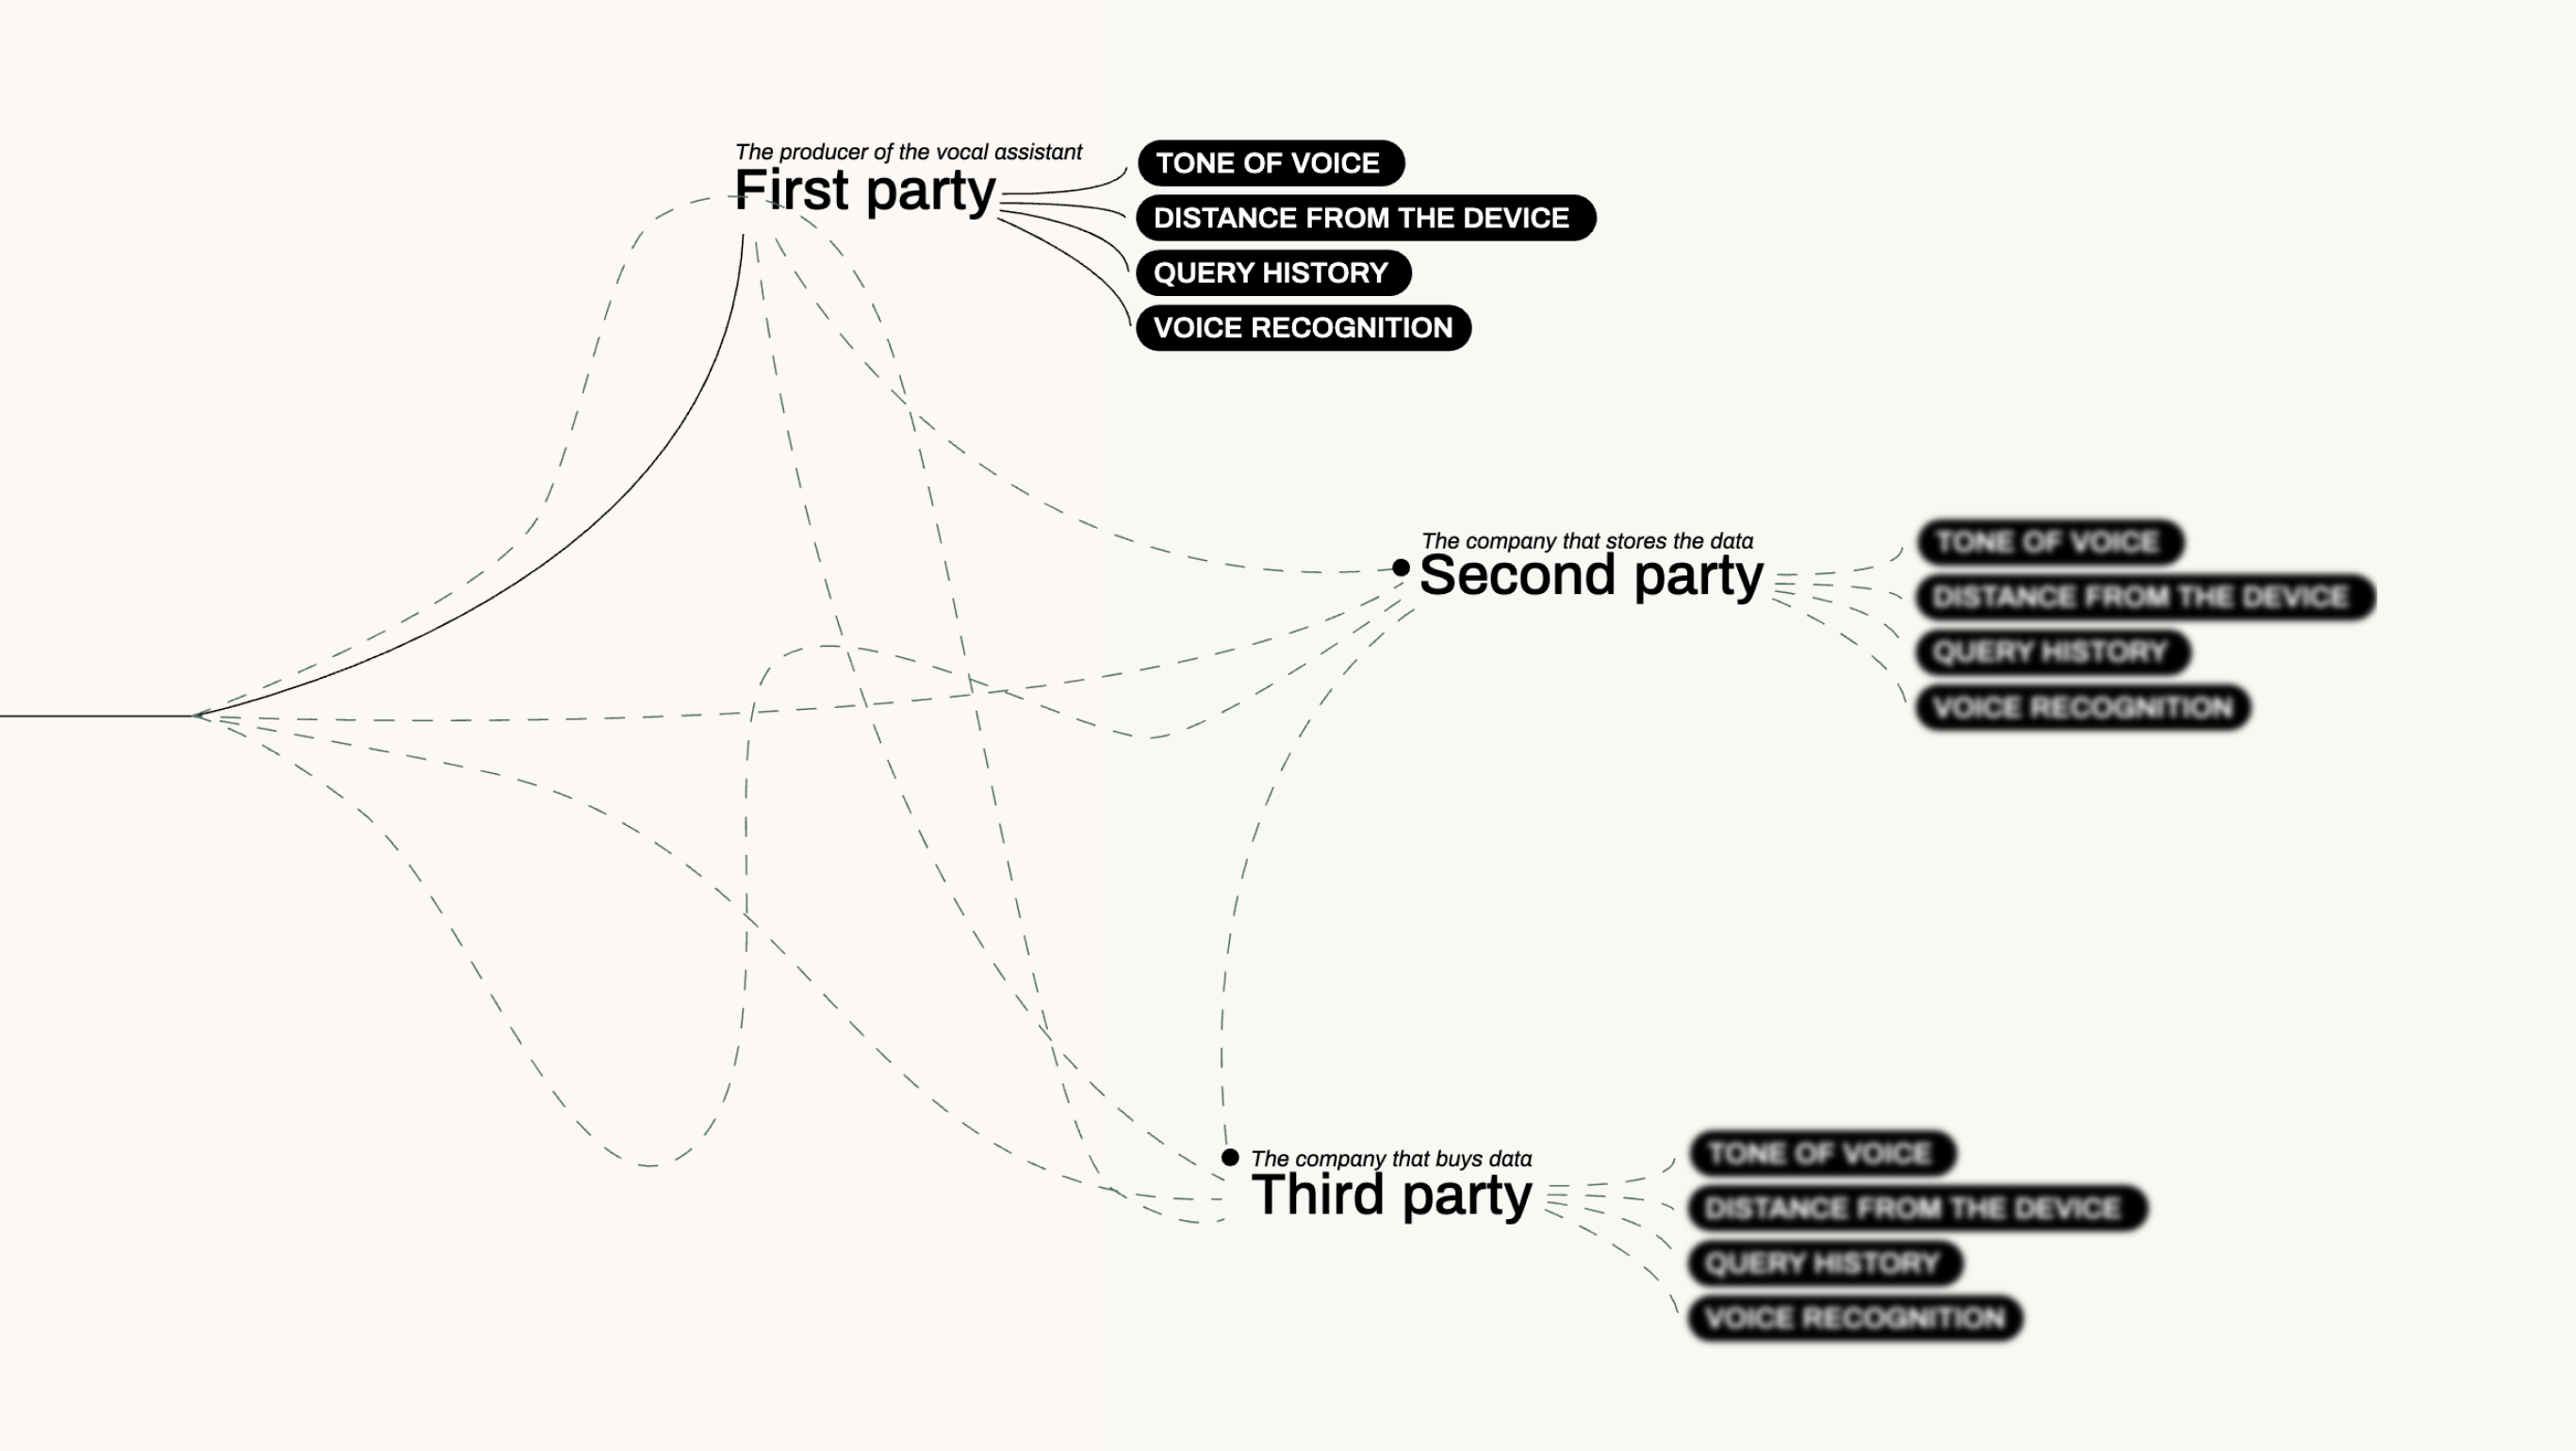 The producer of the vocal assistant
First party
TONE OF VOICE
DISTANCE FROM THE DEVICE
QUERY HISTORY
VOICE RECOGNITION
The company that stores the data
Second party
TONE OF VOICE
DISTANCE FROM THE DEVICE
QUERY HISTORY
VOICE RECOGNITION
The company that buys data
Third party
TONE OF VOICE
DISTANCE FROM THE DEVICE
QUERY HISTORY
VOICE RECOGNITION